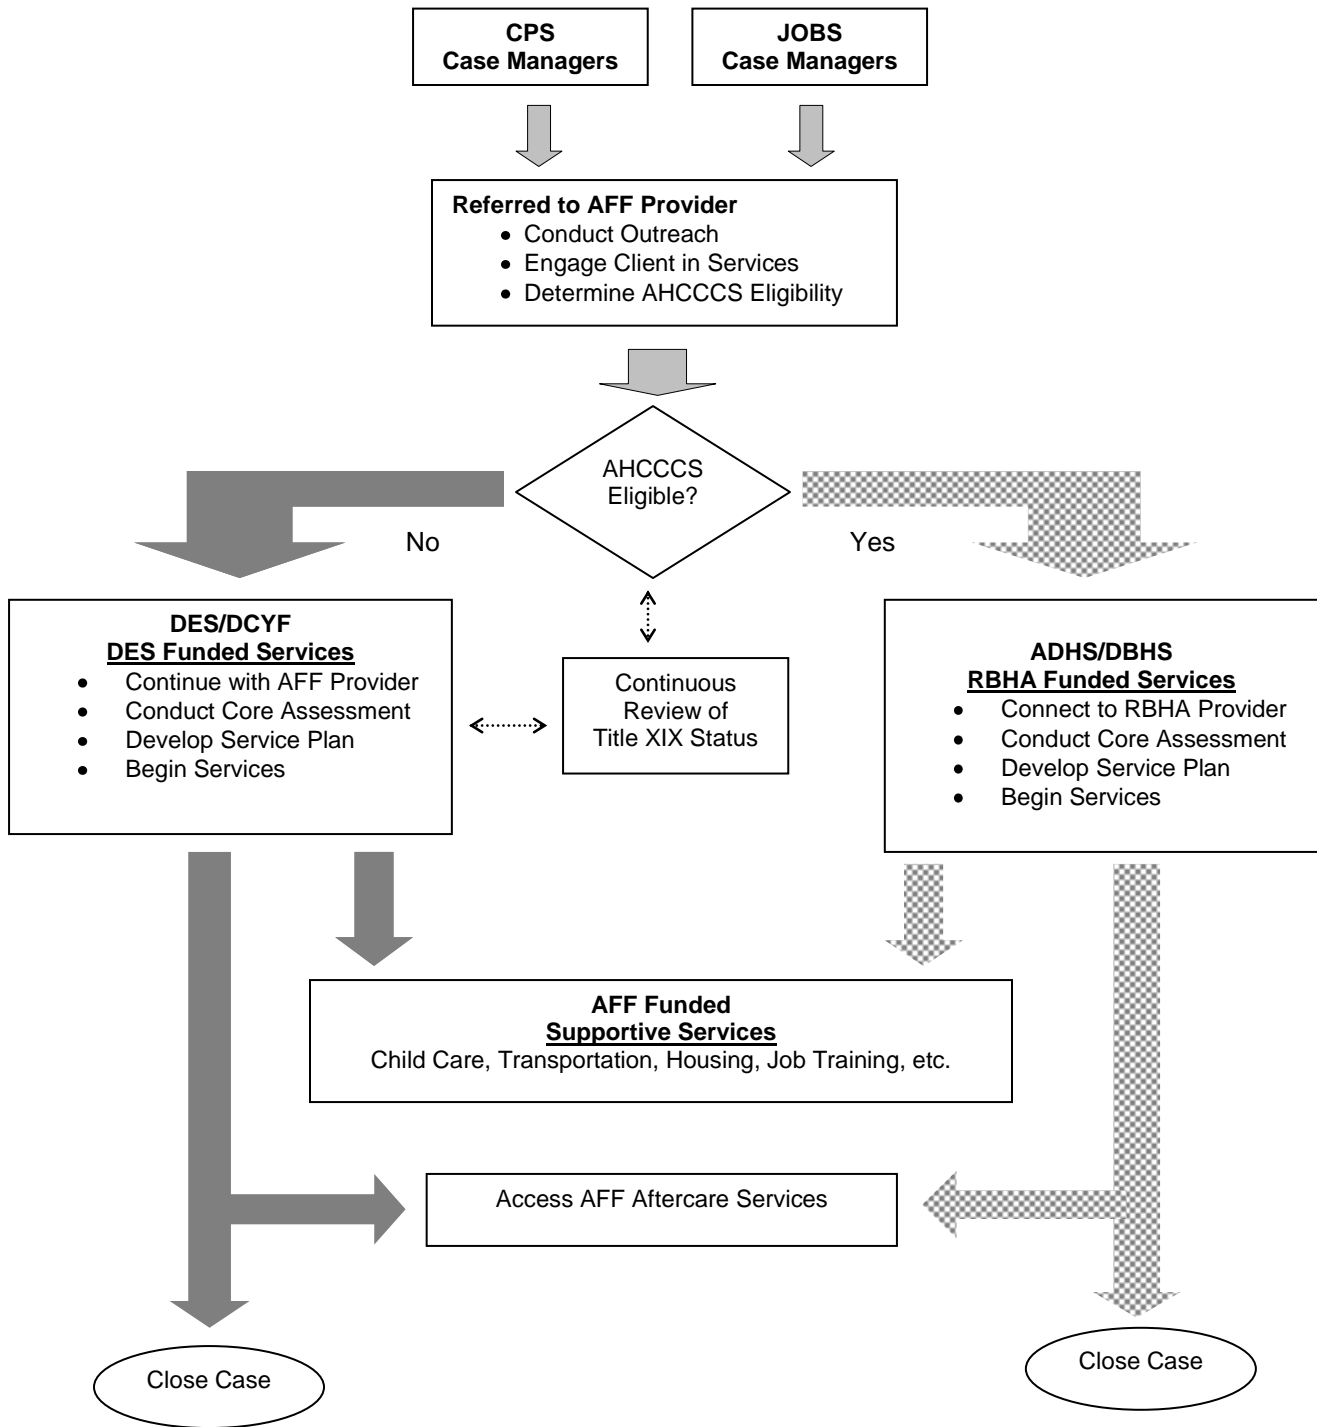 CPS
Case Managers
JOBS
Case Managers
Referred to AFF Provider
• Conduct Outreach
• Engage Client in Services
• Determine AHCCCS Eligibility
AHCCCS
Eligible?
No
Yes
DES/DCYF
DES Funded Services
• Continue with AFF Provider
• Conduct Core Assessment
• Develop Service Plan
• Begin Services
Continuous
Review of
Title XIX Status
ADHS/DBHS
RBHA Funded Services
• Connect to RBHA Provider
• Conduct Core Assessment
• Develop Service Plan
• Begin Services
AFF Funded
Supportive Services
Child Care, Transportation, Housing, Job Training, etc.
Access AFF Aftercare Services
Close Case
Close Case